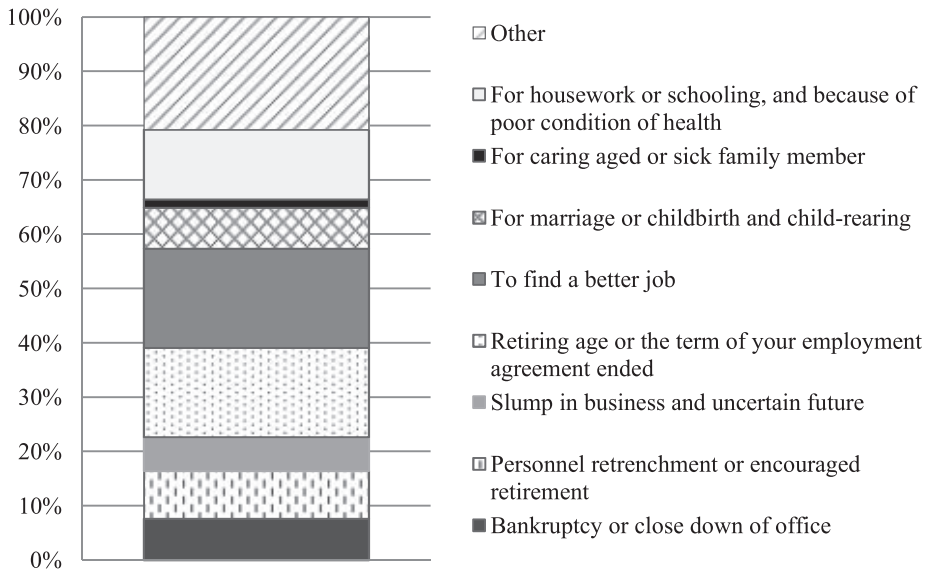 100%
90%
80%
70%
60%
50%
40%
30%
20%
10%
0%
Other
For housework or schooling, and because of
poor condition of health
For caring aged or sick family member
For marriage or childbirth and child-rearing
To find a better job
Retiring age or the term of your employment
agreement ended
Slump in business and uncertain future
Personnel retrenchment or encouraged
retirement
Bankruptcy or close down of office